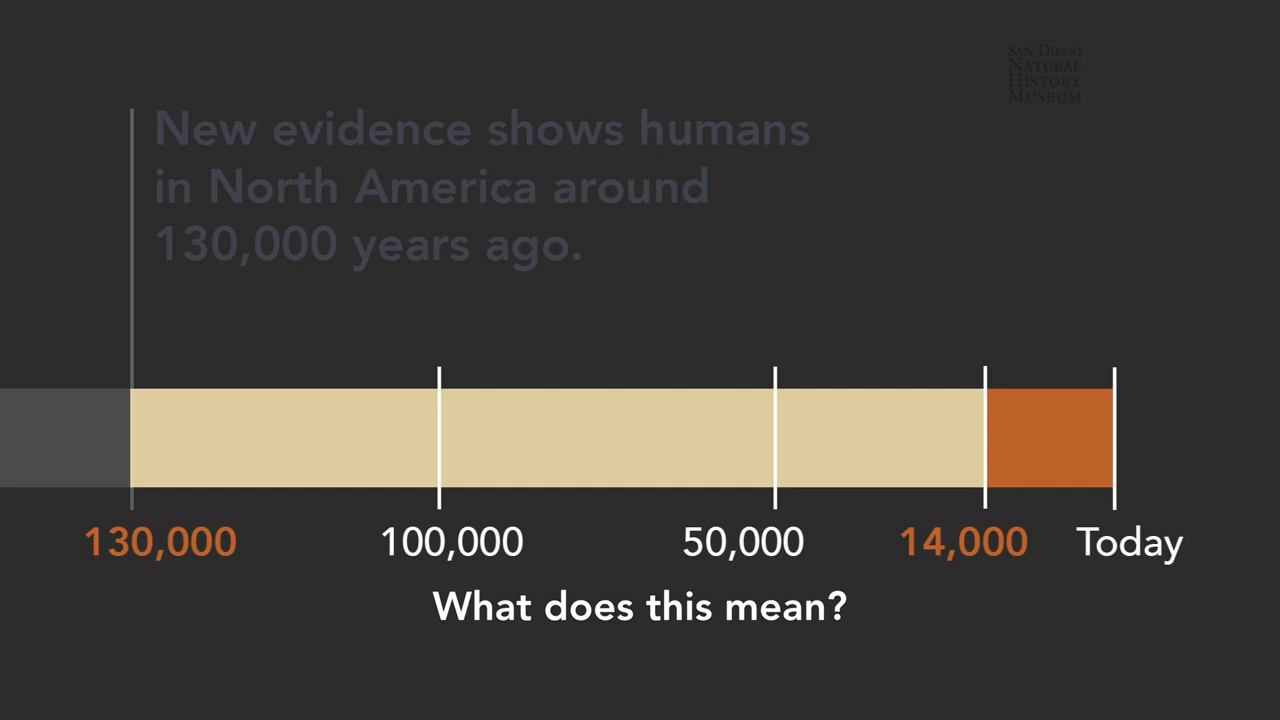 San Diego
Natural
History
Museum
New evidence shows humans
in North America around
130,000 years ago.
130,000
100,000
50,000
14,000
Today
What does this mean?